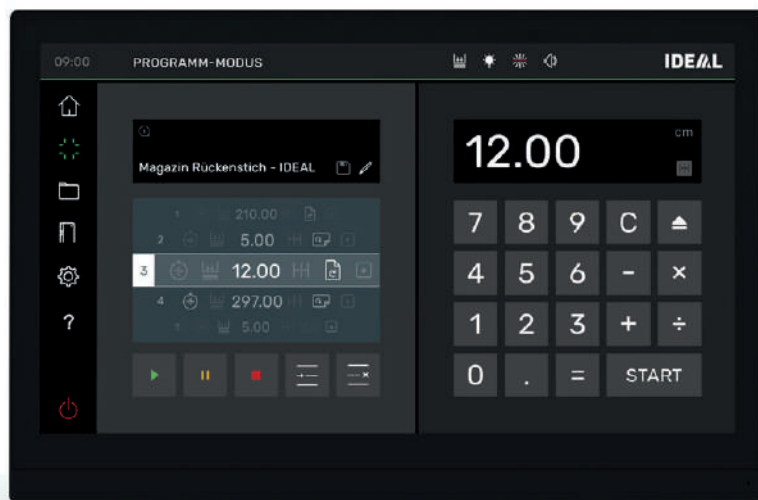 09:00 PROGRAMM-MODUS IDEAL
Magazin Rückenstich - IDEAL
1 210.00
2 5.00
3 12.00
4 297.00
1 5.00
12.00 cm
7 8 9 C
4 5 6 - ×
1 2 3 + ÷
0 . = START
?